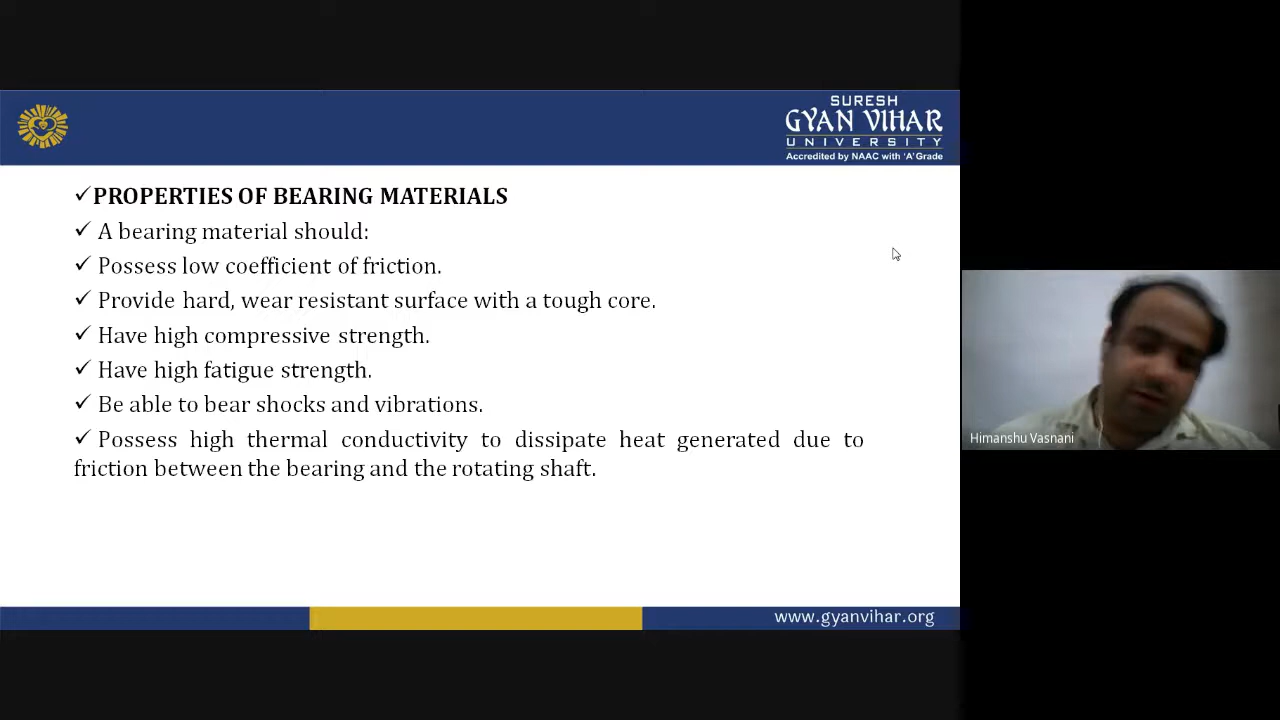 SURESH
GYAN VIHAR
UNIVERSITY
Accredited by NAAC with 'A' Grade
✓PROPERTIES OF BEARING MATERIALS
✓ A bearing material should:
✓ Possess low coefficient of friction.
✓ Provide hard, wear resistant surface with a tough core.
✓ Have high compressive strength.
✓ Have high fatigue strength.
✓ Be able to bear shocks and vibrations.
✓ Possess high thermal conductivity to dissipate heat generated due to
friction between the bearing and the rotating shaft.
Himanshu Vasnani
www.gyanvihar.org